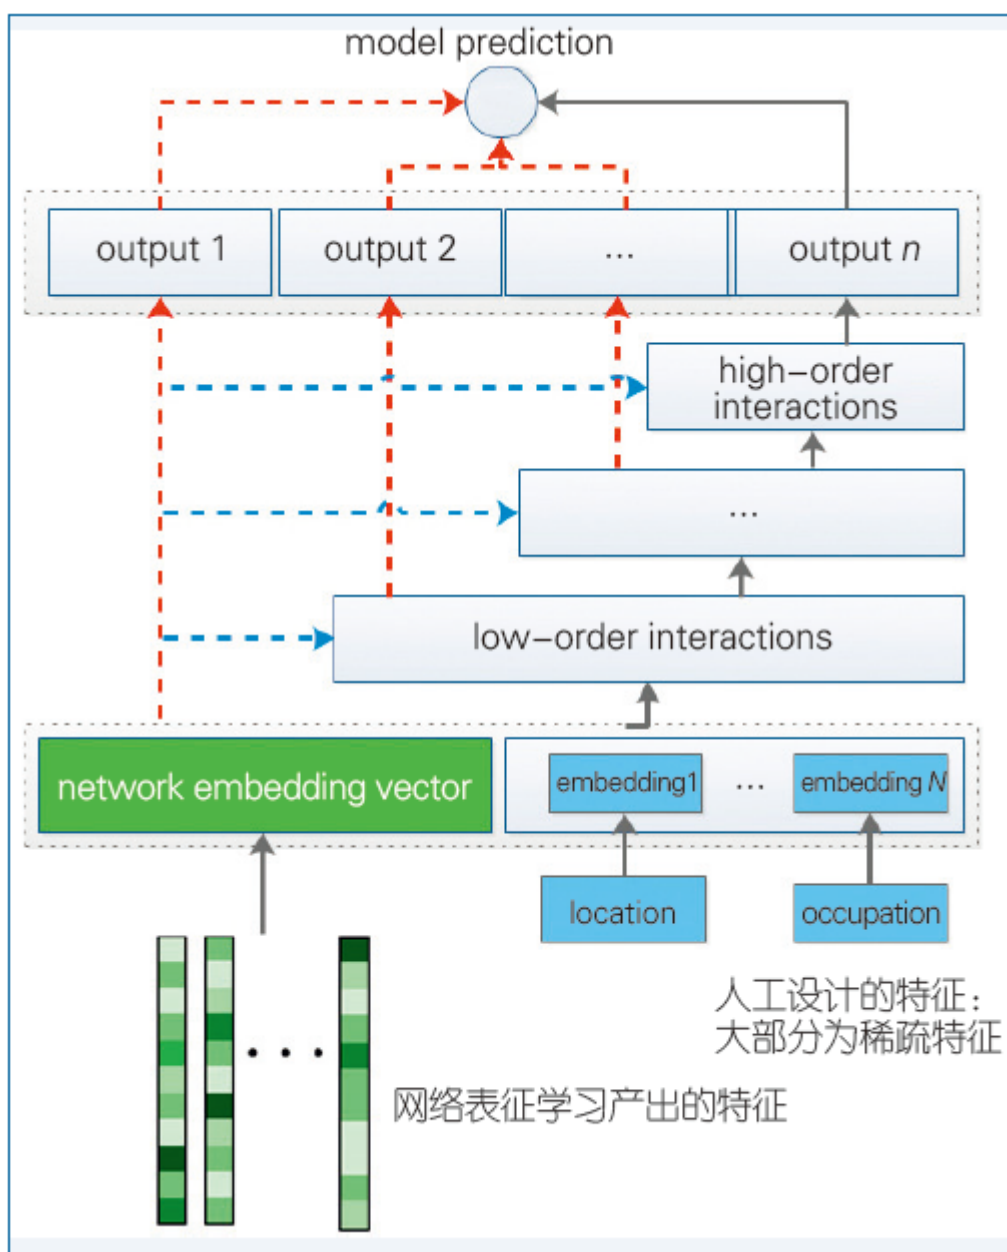 model prediction
output 1
output 2
...
output n
high-order
interactions
...
low-order interactions
network embedding vector
embedding1
...
embedding N
location
occupation
人工设计的特征：
大部分为稀疏特征
...
网络表征学习产出的特征